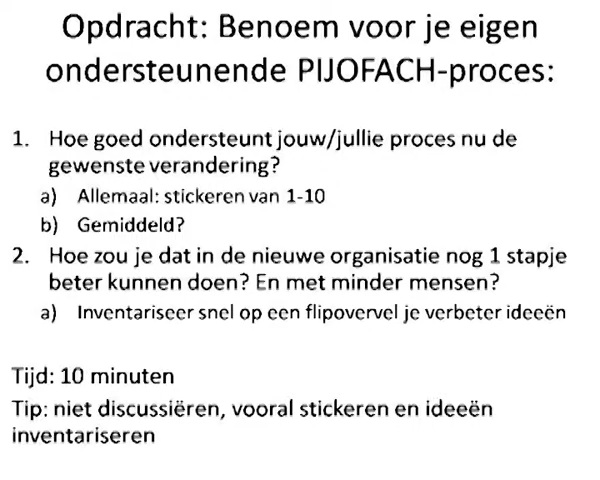 Opdracht: Benoem voor je eigen
ondersteunende PIJOFACH-proces:
1. Hoe goed ondersteunt jouw/jullie proces nu de
gewenste verandering?
a) Allemaal: stickeren van 1-10
b) Gemiddeld?
2. Hoe zou je dat in de nieuwe organisatie nog 1 stapje
beter kunnen doen? En met minder mensen?
a) Inventariseer snel op een flipovervel je verbeter ideeën
Tijd: 10 minuten
Tip: niet discussiëren, vooral stickeren en ideeën
inventariseren